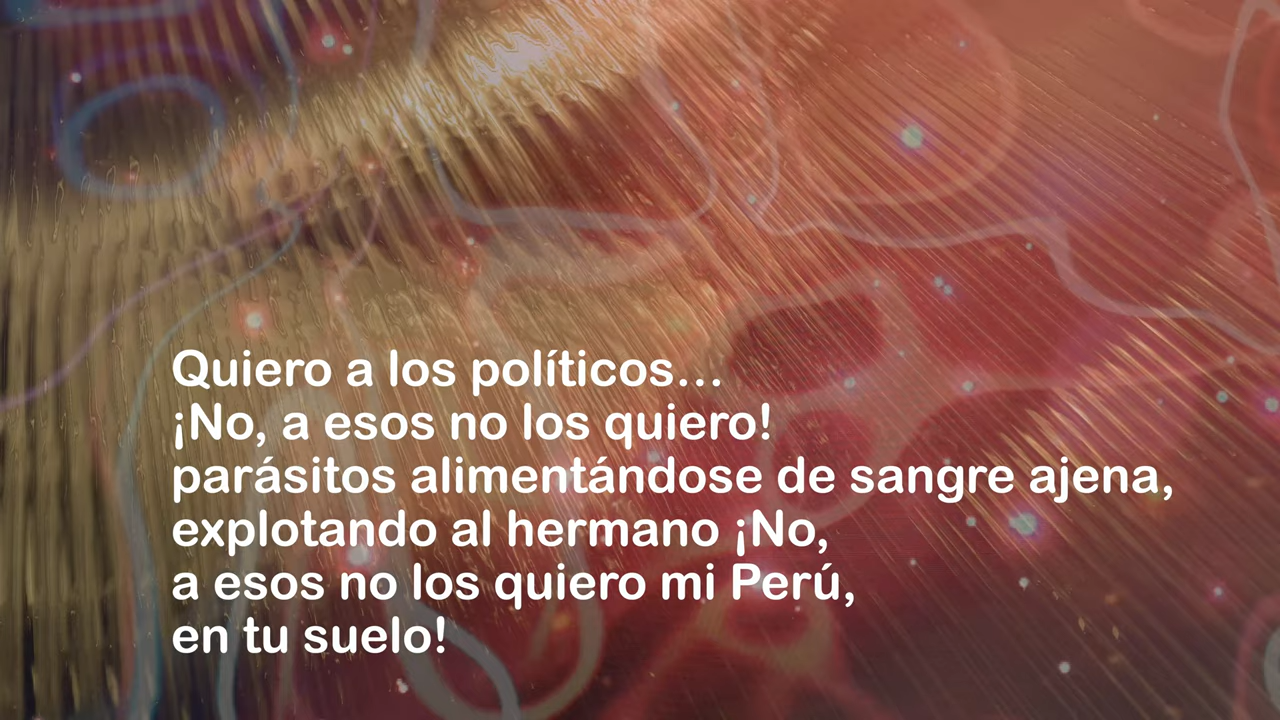 Quiero a los políticos...
¡No, a esos no los quiero!
parásitos alimentándose de sangre ajena,
explotando al hermano ¡No,
a esos no los quiero mi Perú,
en tu suelo!